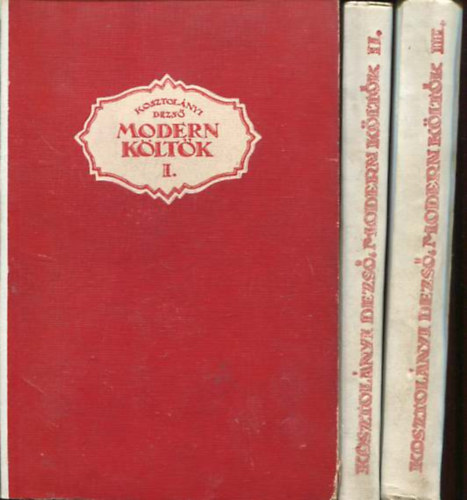 KOSZTOLÁNYI
DEZSŐ
MODERN
KÖLTŐK
I.
KOSZTOLÁNYI DEZSŐ: MODERN KÖLTŐK II.
KOSZTOLÁNYI DEZSŐ: MODERN KÖLTŐK III.